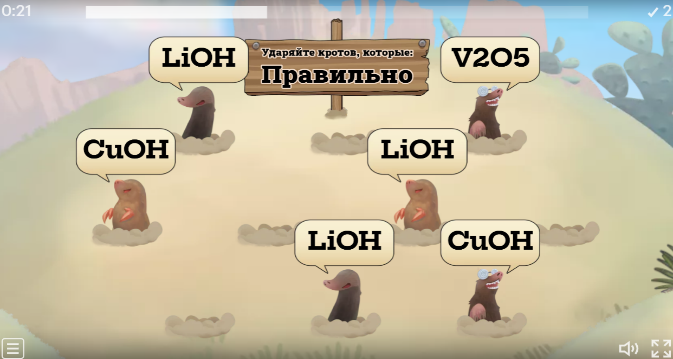 0:21
✓ 2
Ударяйте кротов, которые:
Правильно
LiOH
V2O5
CuOH
LiOH
LiOH
CuOH